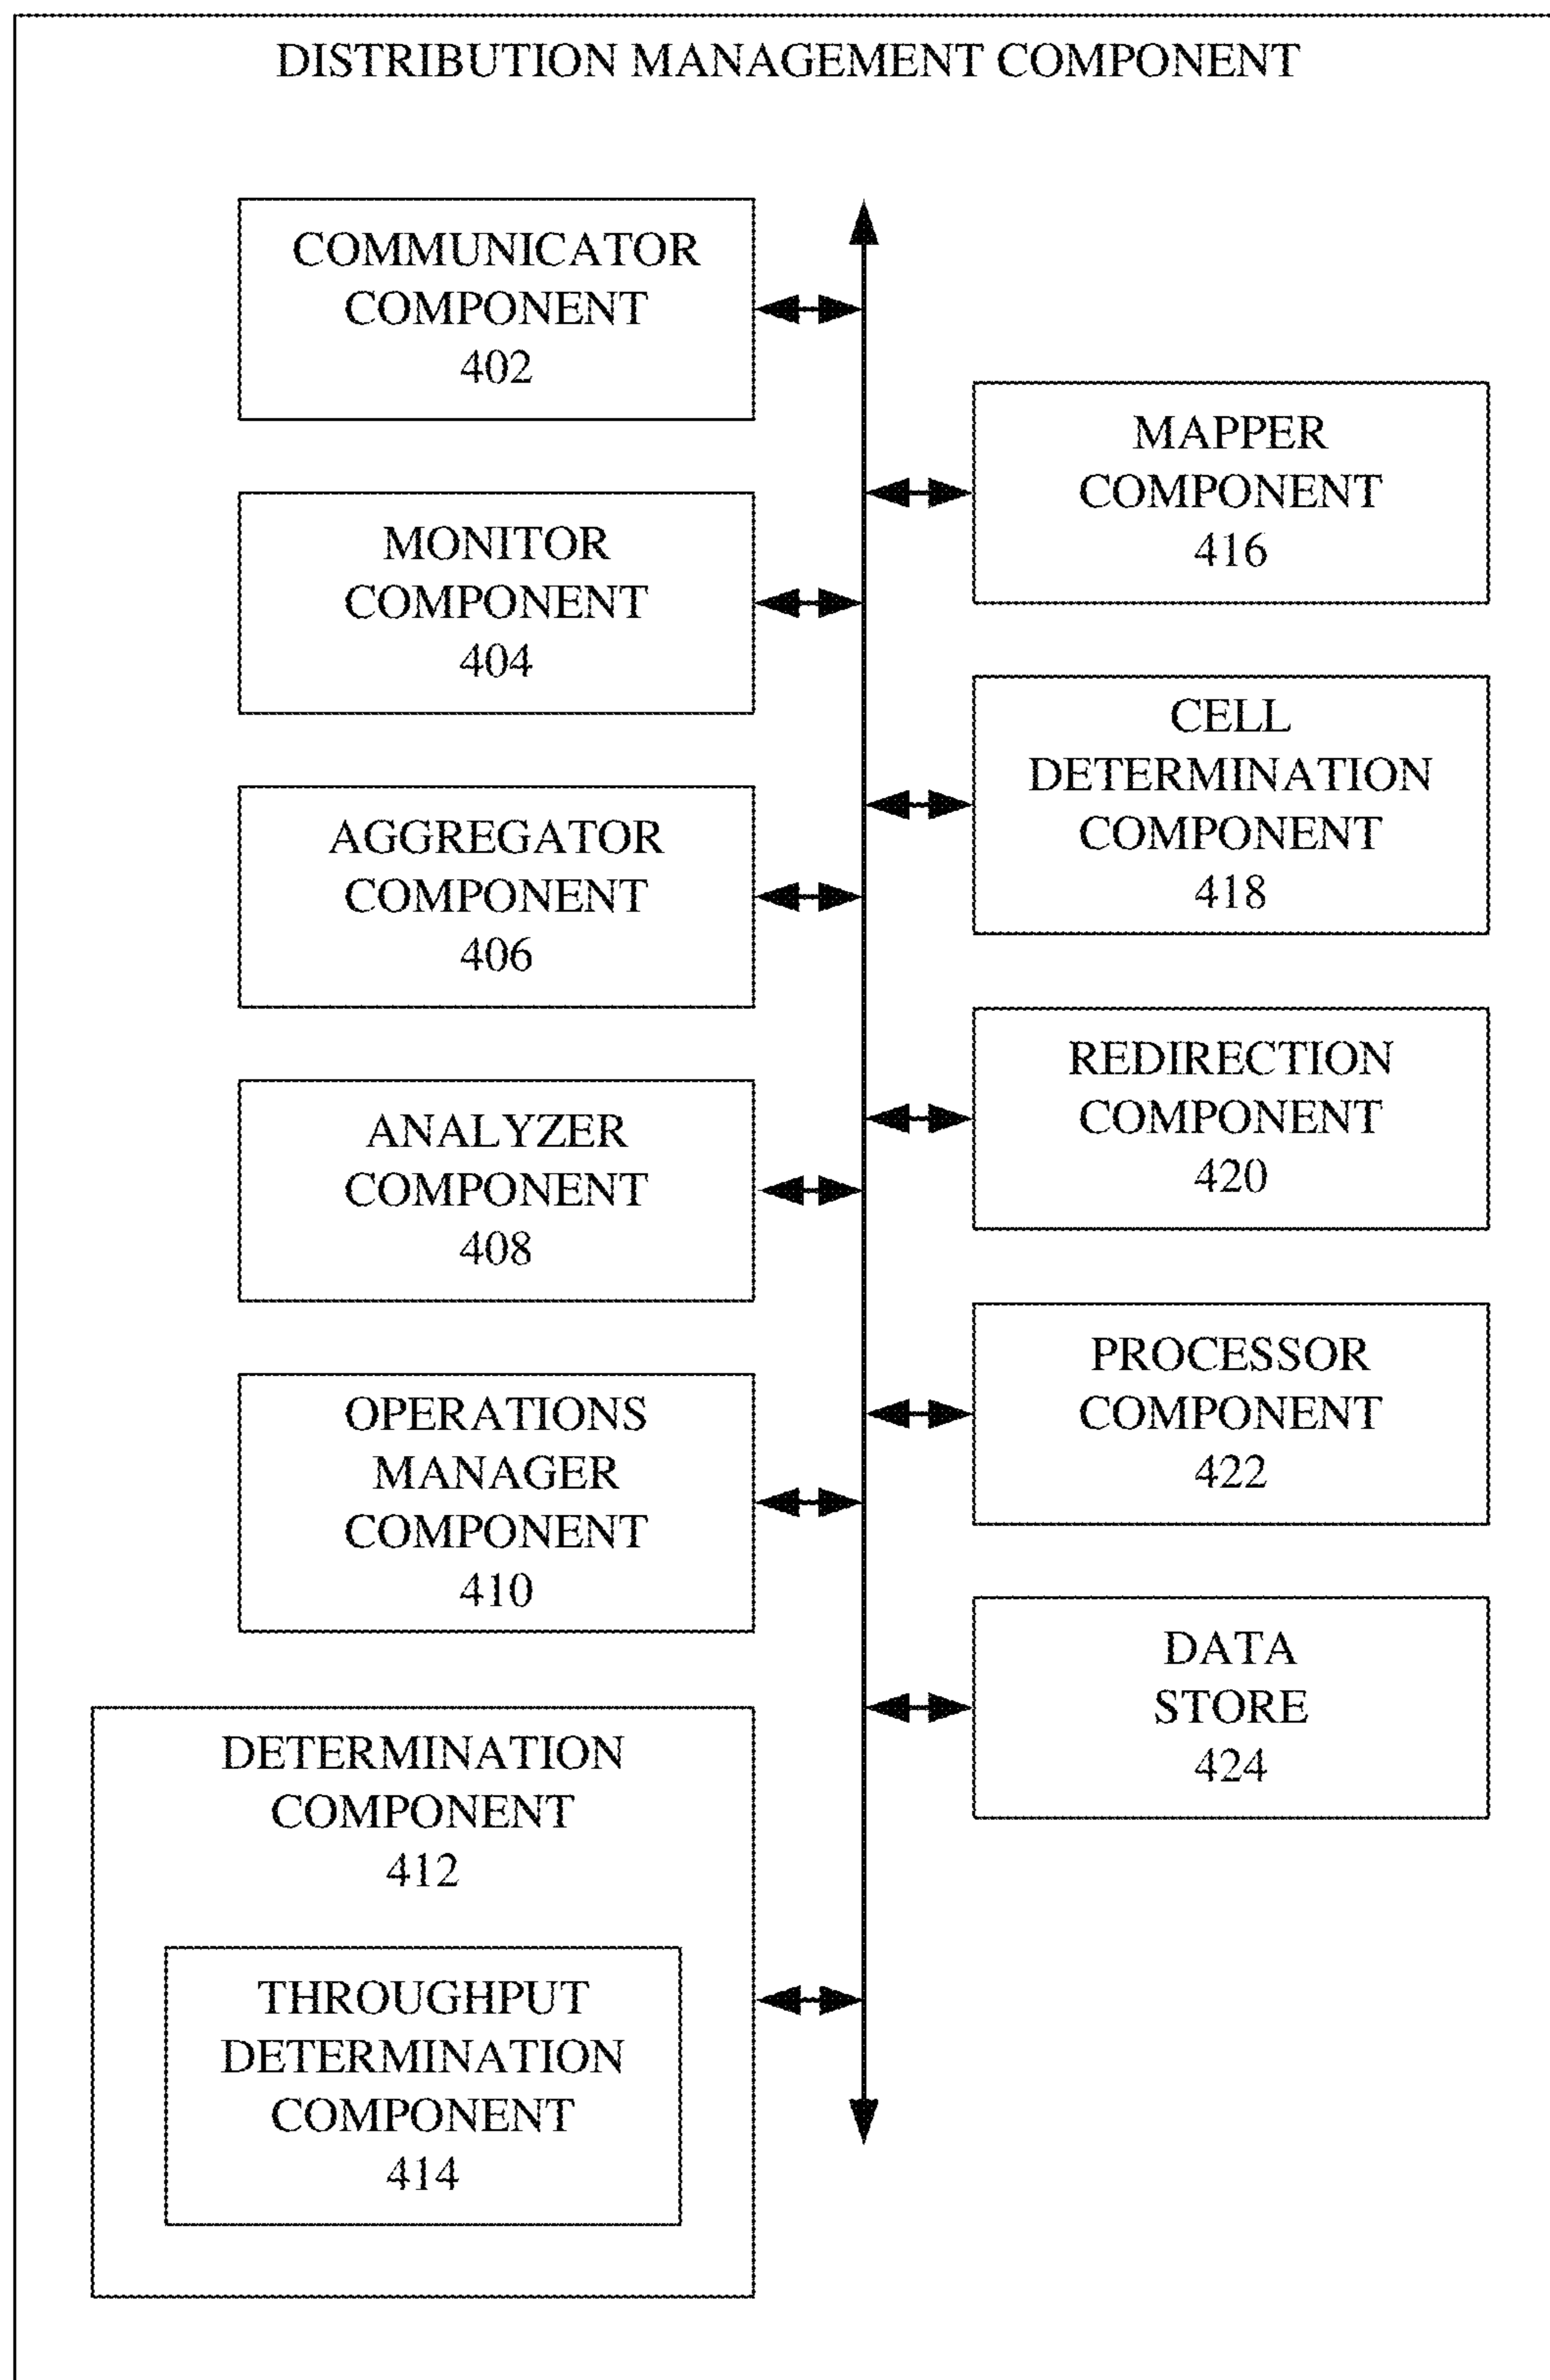 DISTRIBUTION MANAGEMENT COMPONENT
COMMUNICATOR
COMPONENT
402
MONITOR
COMPONENT
404
AGGREGATOR
COMPONENT
406
ANALYZER
COMPONENT
408
OPERATIONS
MANAGER
COMPONENT
410
DETERMINATION
COMPONENT
412
THROUGHPUT
DETERMINATION
COMPONENT
414
MAPPER
COMPONENT
416
CELL
DETERMINATION
COMPONENT
418
REDIRECTION
COMPONENT
420
PROCESSOR
COMPONENT
422
DATA
STORE
424